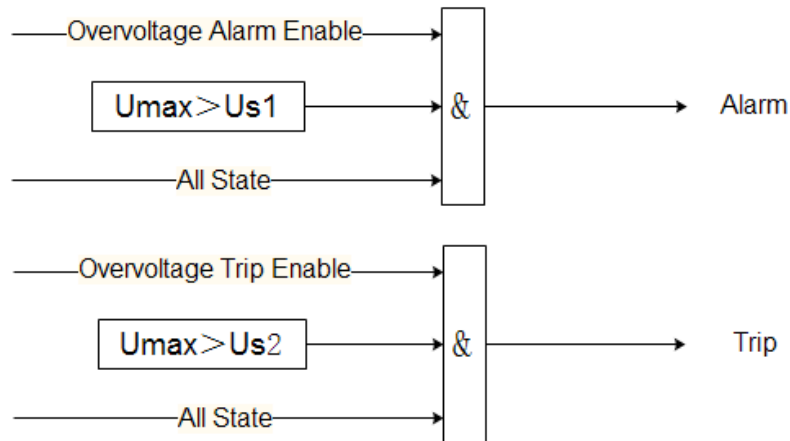 Overvoltage Alarm Enable
Umax＞Us1
&
Alarm
All State
Overvoltage Trip Enable
Umax＞Us2
&
Trip
All State